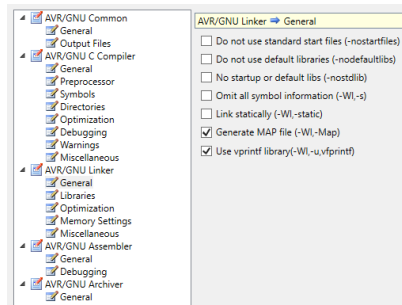 AVR/GNU Common
General
Output Files
AVR/GNU C Compiler
General
Preprocessor
Symbols
Directories
Optimization
Debugging
Warnings
Miscellaneous
AVR/GNU Linker
General
Libraries
Optimization
Memory Settings
Miscellaneous
AVR/GNU Assembler
General
Debugging
AVR/GNU Archiver
General
AVR/GNU Linker ➔ General
Do not use standard start files (-nostartfiles)
Do not use default libraries (-nodefaultlibs)
No startup or default libs (-nostdlib)
Omit all symbol information (-Wl,-s)
Link statically (-Wl,-static)
Generate MAP file (-Wl,-Map)
Use vprintf library(-Wl,-u,vfprintf)